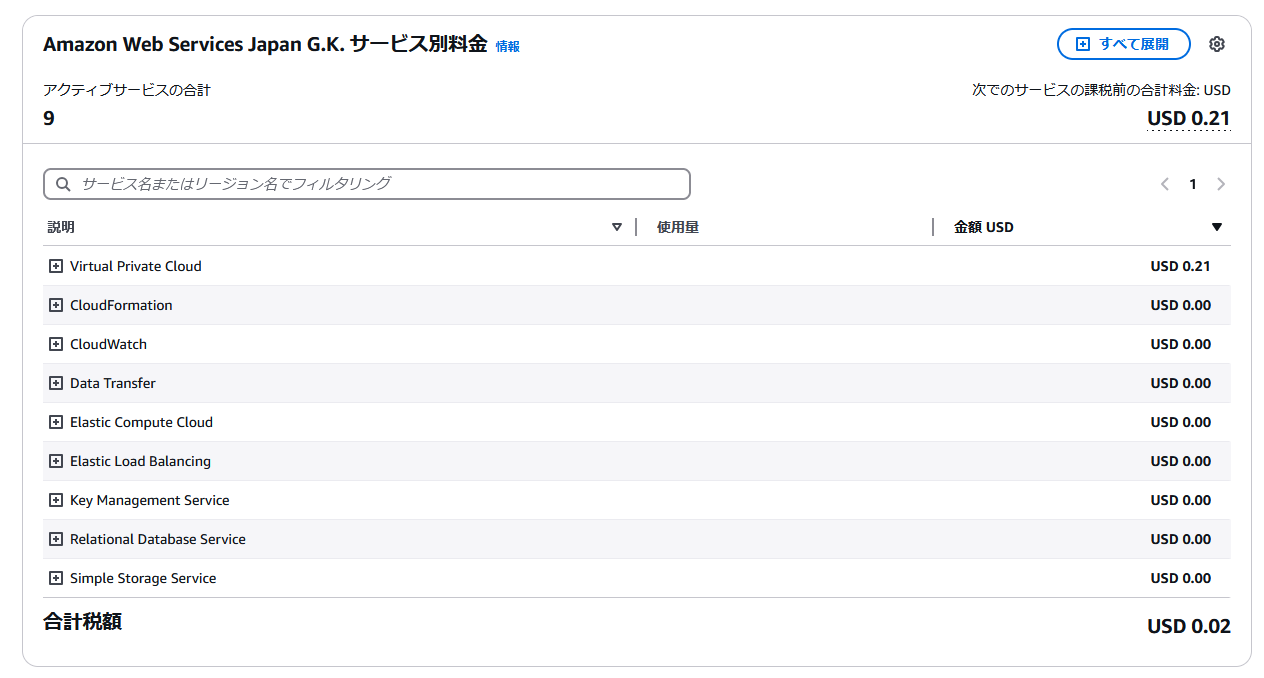 Amazon Web Services Japan G.K. サービス別料金 情報
すべて展開
アクティブサービスの合計
9
次でのサービスの課税前の合計料金: USD
USD 0.21
サービス名またはリージョン名でフィルタリング
1
説明 使用量 金額 USD
Virtual Private Cloud USD 0.21
CloudFormation USD 0.00
CloudWatch USD 0.00
Data Transfer USD 0.00
Elastic Compute Cloud USD 0.00
Elastic Load Balancing USD 0.00
Key Management Service USD 0.00
Relational Database Service USD 0.00
Simple Storage Service USD 0.00
合計税額 USD 0.02